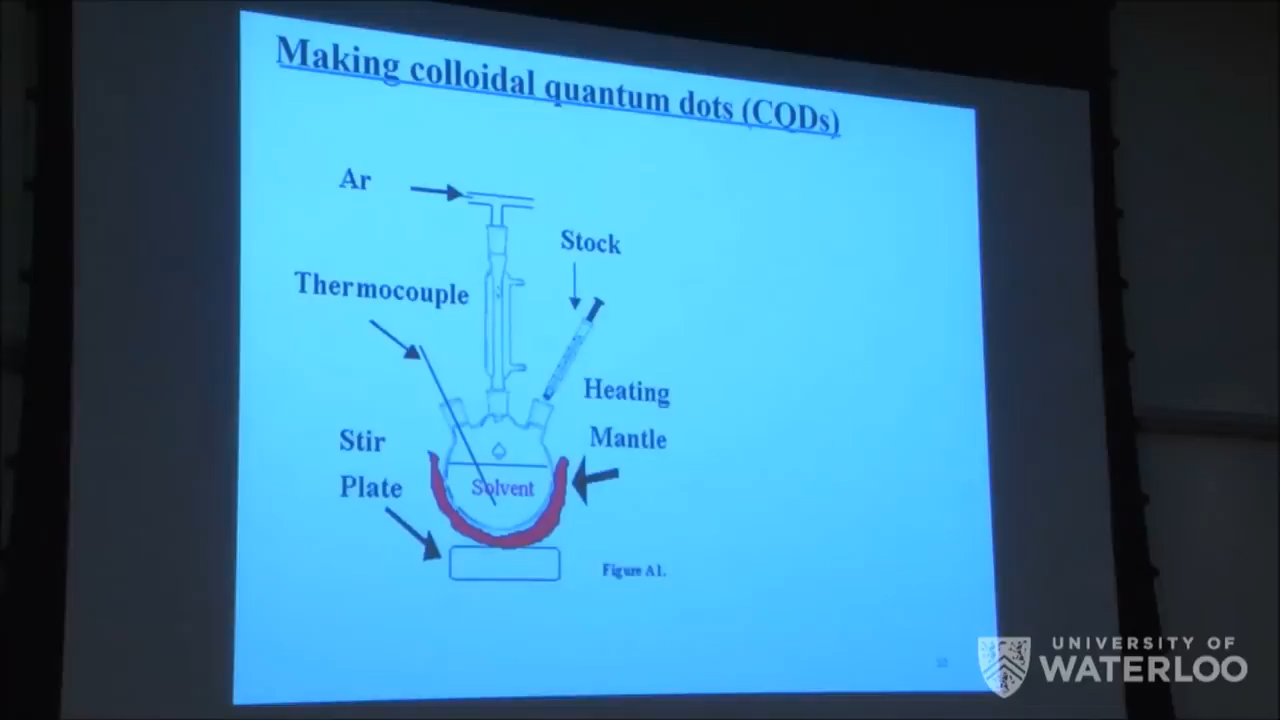 Making colloidal quantum dots (CQDs)
Ar
Stock
Thermocouple
Heating
Mantle
Stir
Plate
Solvent
Figure A1.
UNIVERSITY OF
WATERLOO